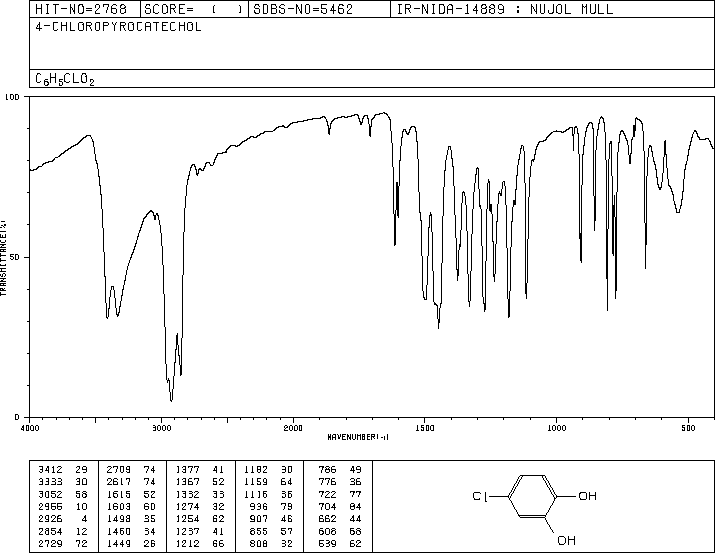 HIT-NO=2768 SCORE= ( ) SDBS-NO=5462 IR-NIDA-14889 : NUJOL MULL
4-CHLOROPYROCATECHOL
C6H5CLO2
100
50
0
TRANSMITTANCE(%)
4000 3000 2000 1500 1000 500
3412 29 2709 74 1377 41 1182 30 786 49
3333 30 2617 74 1367 52 1159 64 776 36
3052 58 1615 52 1332 33 1116 36 722 77
2955 10 1603 60 1274 32 936 79 704 84
2926 4 1498 35 1254 62 907 46 662 44
2854 12 1460 34 1237 41 855 57 608 68
2729 72 1449 26 1212 66 808 32 539 62
Cl OH
OH